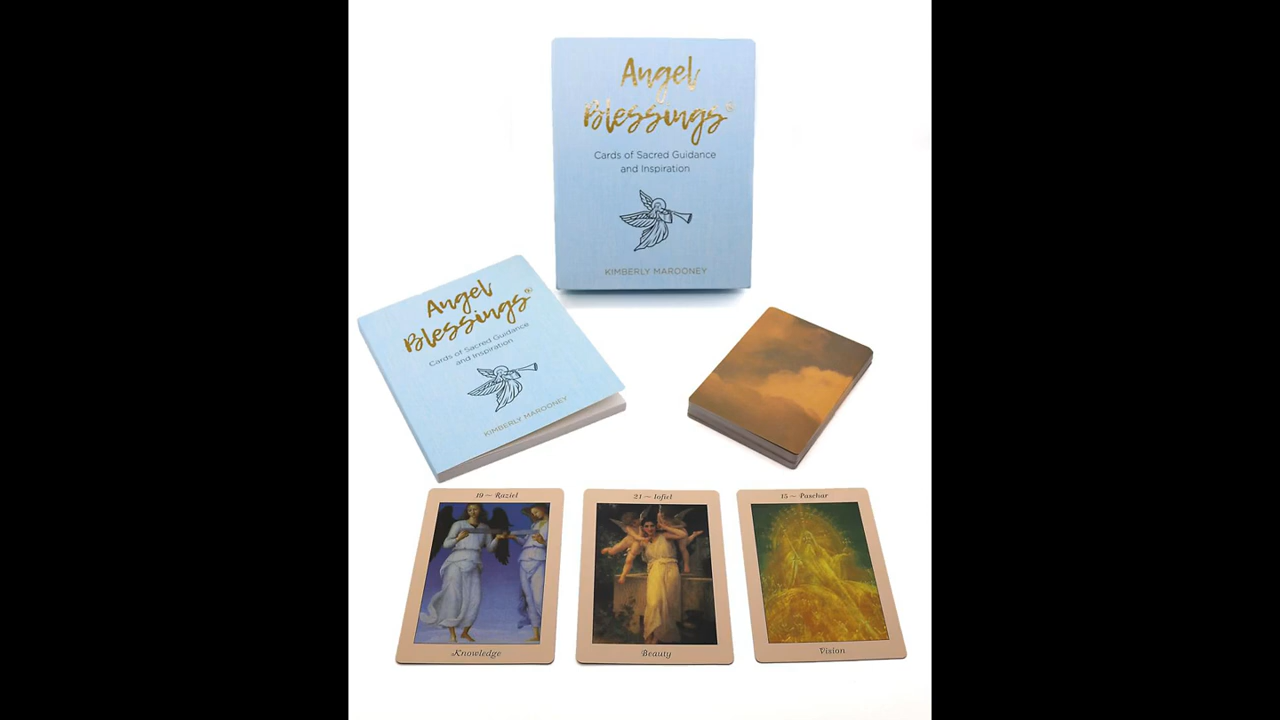 Angel
Blessings®
Cards of Sacred Guidance
and Inspiration
KIMBERLY MAROONEY
Angel
Blessings®
Cards of Sacred Guidance
and Inspiration
KIMBERLY MAROONEY
19 ~ Raziel
Knowledge
21 ~ Iofiel
Beauty
15 ~ Paschar
Vision